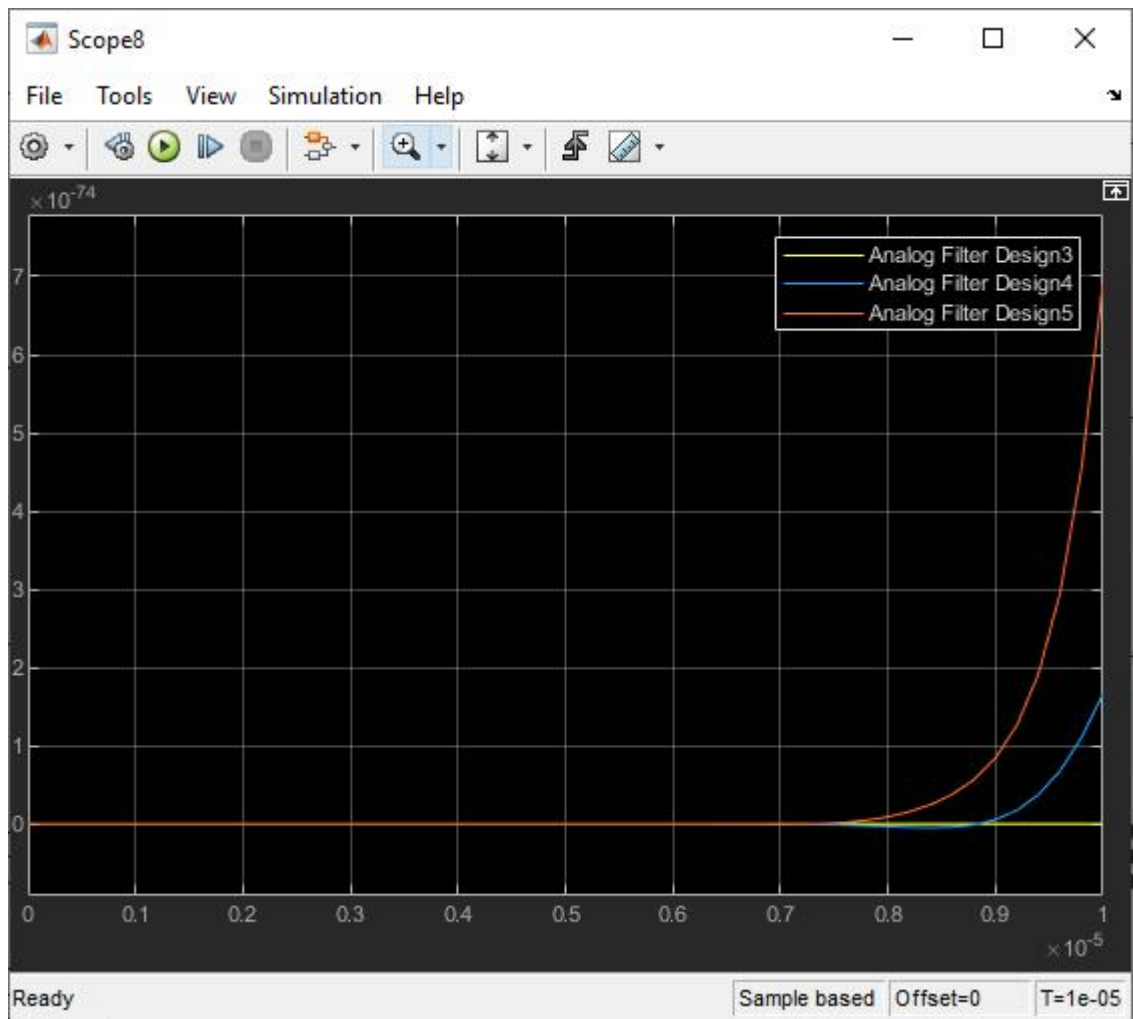 Scope8
File Tools View Simulation Help
×10-74
Analog Filter Design3
Analog Filter Design4
Analog Filter Design5
7
6
5
4
3
2
1
0
0 0.1 0.2 0.3 0.4 0.5 0.6 0.7 0.8 0.9 1
×10-5
Ready Sample based Offset=0 T=1e-05